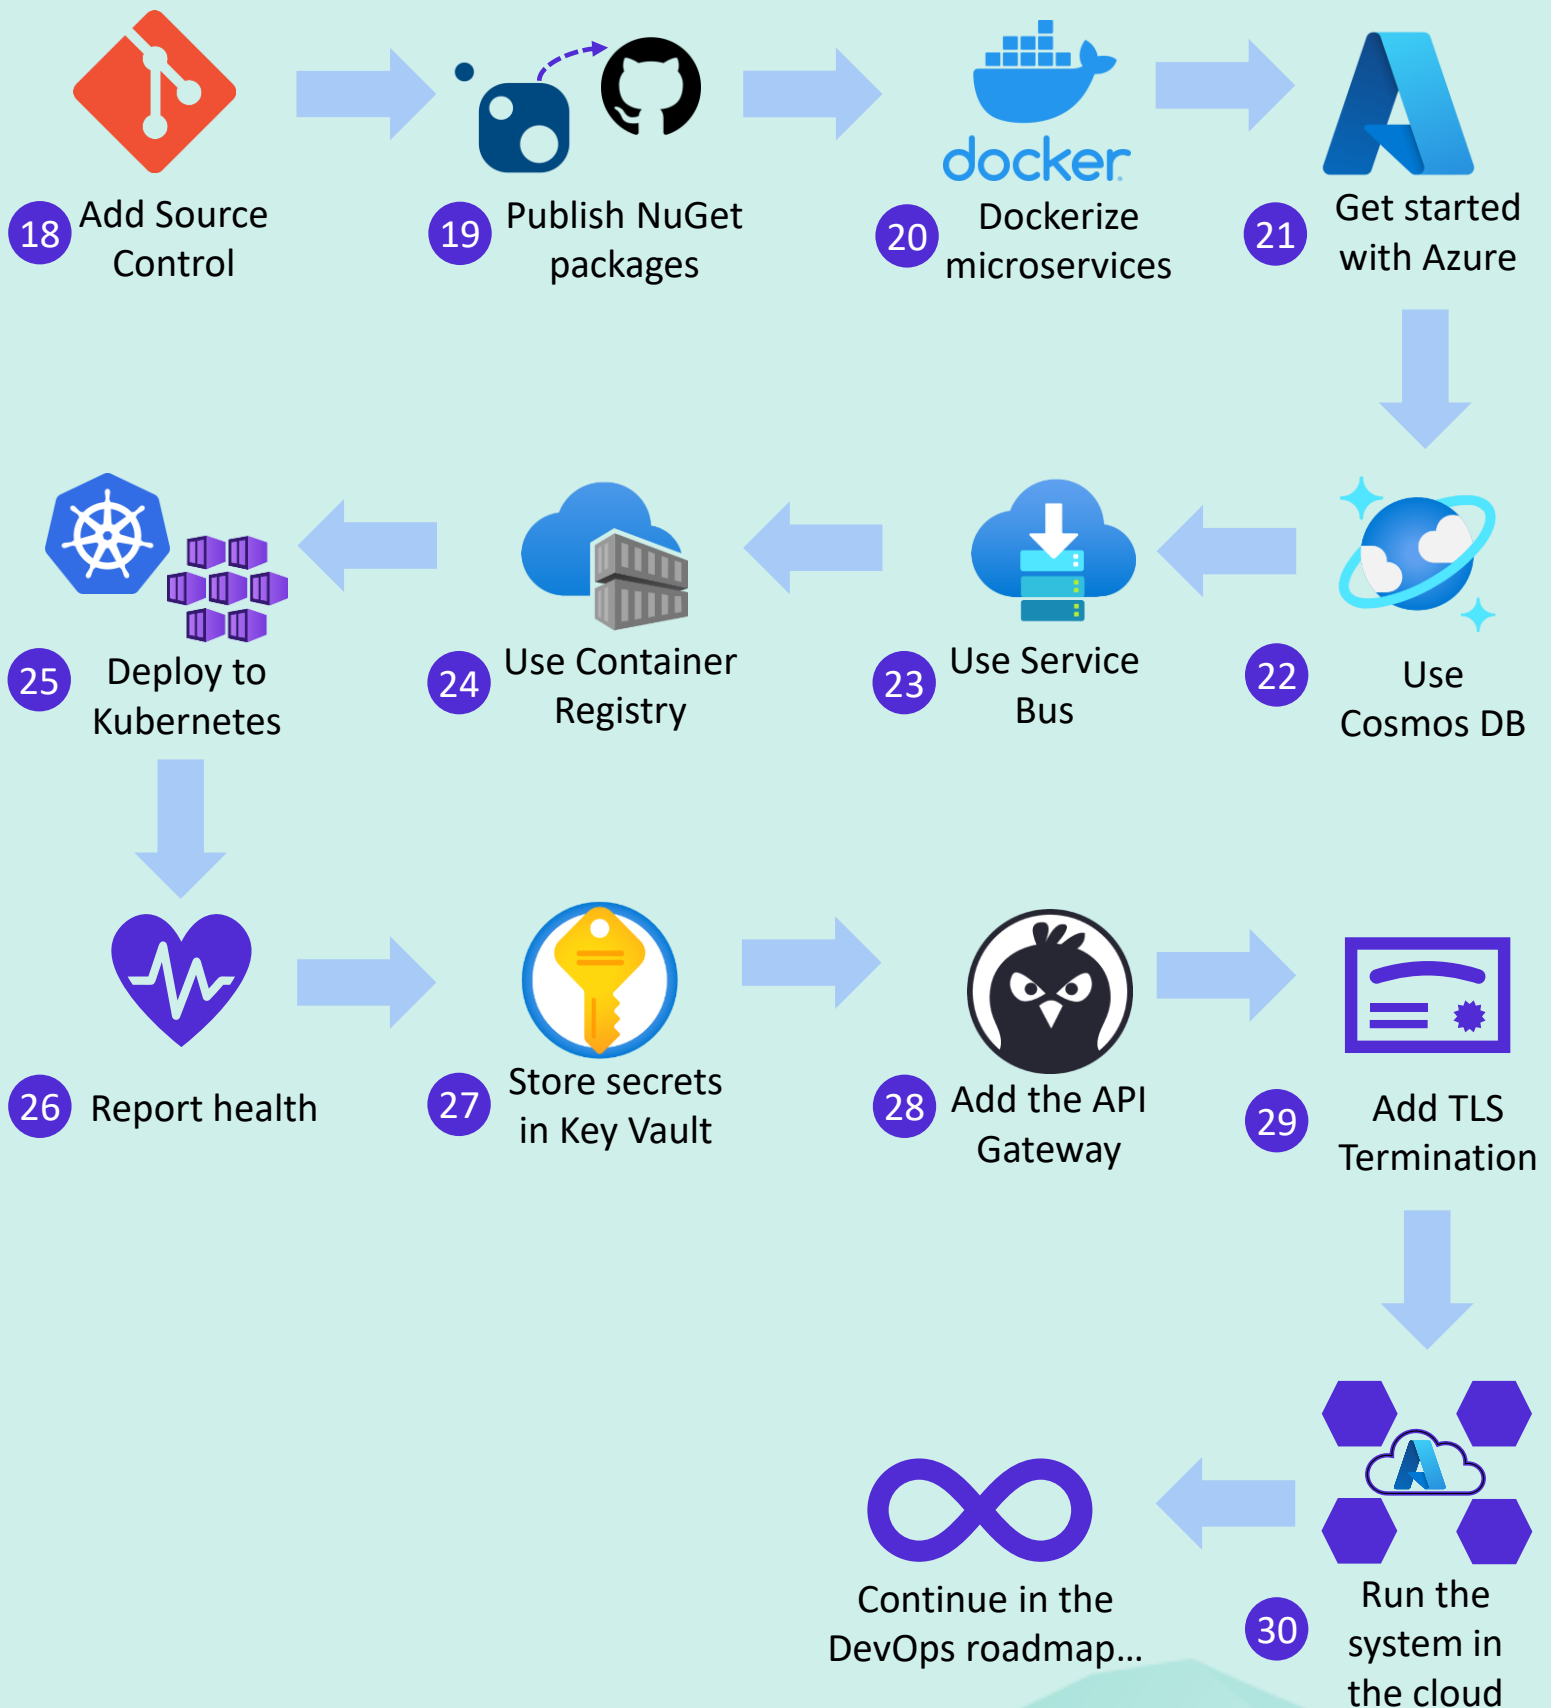 docker
18
Add Source
Control
19
Publish NuGet
packages
20
Dockerize
microservices
21
Get started
with Azure
25
Deploy to
Kubernetes
24
Use Container
Registry
23
Use Service
Bus
22
Use
Cosmos DB
26
Report health
27
Store secrets
in Key Vault
28
Add the API
Gateway
29
Add TLS
Termination
Continue in the
DevOps roadmap...
30
Run the
system in
the cloud